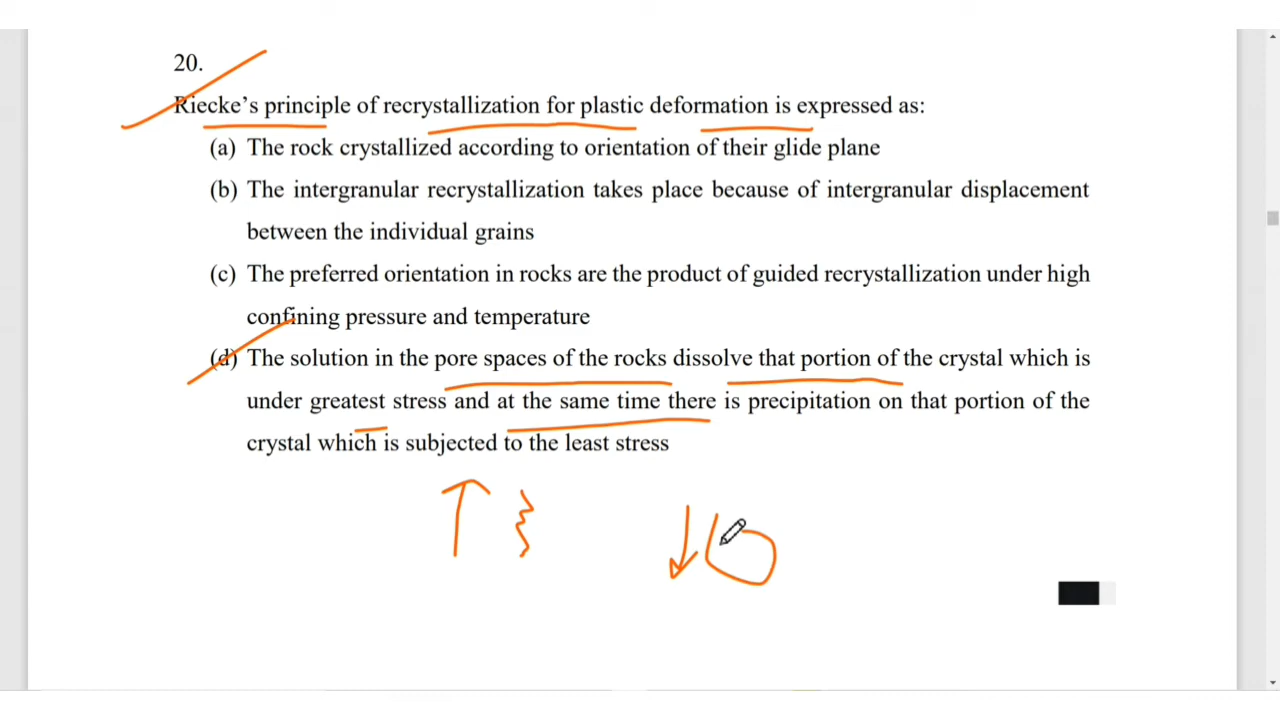 20.
Riecke’s principle of recrystallization for plastic deformation is expressed as:
(a) The rock crystallized according to orientation of their glide plane
(b) The intergranular recrystallization takes place because of intergranular displacement
between the individual grains
(c) The preferred orientation in rocks are the product of guided recrystallization under high
confining pressure and temperature
(d) The solution in the pore spaces of the rocks dissolve that portion of the crystal which is
under greatest stress and at the same time there is precipitation on that portion of the
crystal which is subjected to the least stress